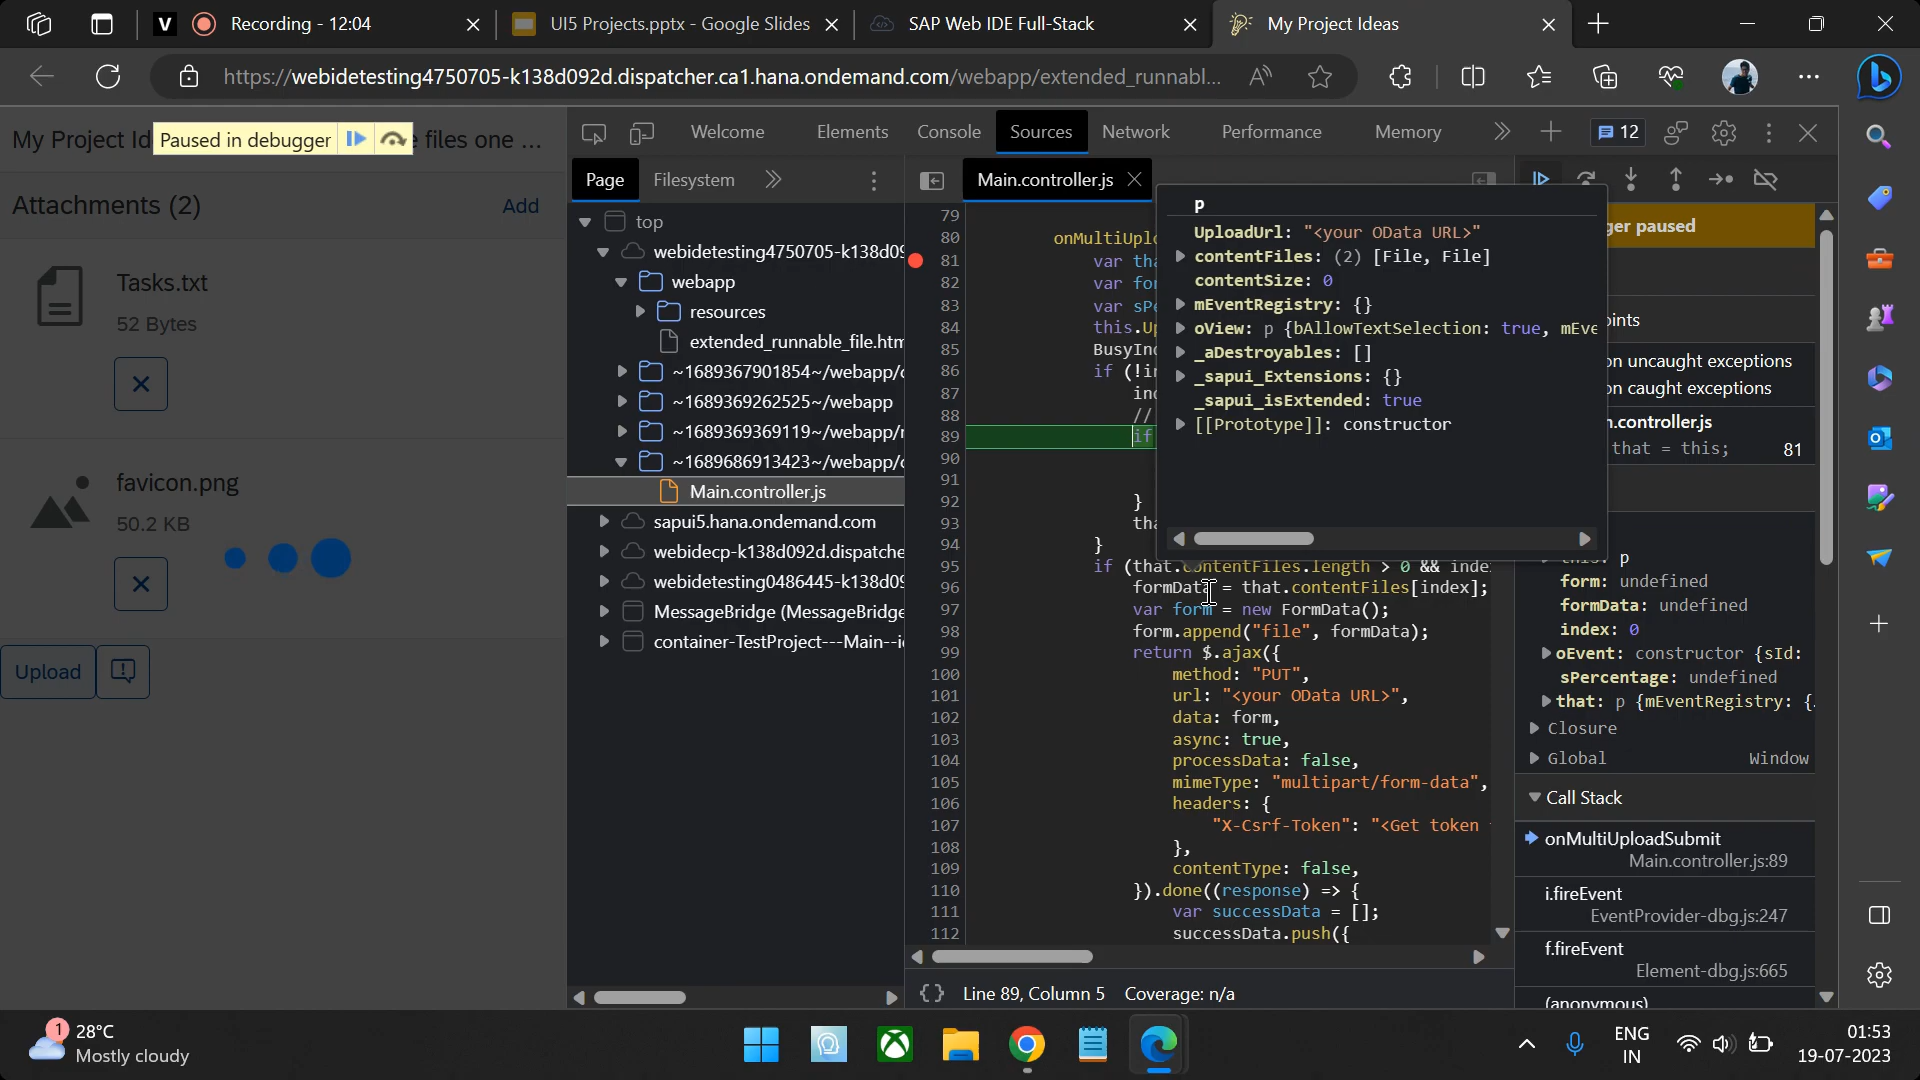 Recording - 12:04
UI5 Projects.pptx - Google Slides
SAP Web IDE Full-Stack
My Project Ideas
https://webidetesting4750705-k138d092d.dispatcher.ca1.hana.ondemand.com/webapp/extended_runnabl...
My Project Id
Paused in debugger
e files one ...
Attachments (2)
Add
Tasks.txt
52 Bytes
favicon.png
50.2 KB
Upload
Welcome
Elements
Console
Sources
Network
Performance
Memory
12
Page
Filesystem
top
webidetesting4750705-k138d09
webapp
resources
extended_runnable_file.htm
~1689367901854~/webapp/c
~1689369262525~/webapp
~1689369369119~/webapp/r
~1689686913423~/webapp/c
Main.controller.js
sapui5.hana.ondemand.com
webidecp-k138d092d.dispatche
webidetesting0486445-k138d09
MessageBridge (MessageBridge
container-TestProject---Main--i
Main.controller.js
79
80 onMultiUplo
81 var tha
82 var for
83 var sPe
84 this.Up
85 BusyInd
86 if (!in
87 ind
88 //
89 if
90
91
92 }
93 tha
94 }
95 if (that.contentFiles.length > 0 && inde
96 formData = that.contentFiles[index];
97 var form = new FormData();
98 form.append("file", formData);
99 return $.ajax({
100 method: "PUT",
101 url: "<your OData URL>",
102 data: form,
103 async: true,
104 processData: false,
105 mimeType: "multipart/form-data",
106 headers: {
107 "X-Csrf-Token": "<Get token
108 },
109 contentType: false,
110 }).done((response) => {
111 var successData = [];
112 successData.push({
p
UploadUrl: "<your OData URL>"
contentFiles: (2) [File, File]
contentSize: 0
mEventRegistry: {}
oView: p {bAllowTextSelection: true, mEve
_aDestroyables: []
_sapui_Extensions: {}
_sapui_isExtended: true
[[Prototype]]: constructor
{ } Line 89, Column 5 Coverage: n/a
ger paused
oints
on uncaught exceptions
on caught exceptions
n.controller.js
that = this; 81
this: p
form: undefined
formData: undefined
index: 0
oEvent: constructor {sId:
sPercentage: undefined
that: p {mEventRegistry: {
Closure
Global Window
Call Stack
onMultiUploadSubmit
Main.controller.js:89
i.fireEvent
EventProvider-dbg.js:247
f.fireEvent
Element-dbg.js:665
(anonymous)
1
28°C
Mostly cloudy
ENG
IN
01:53
19-07-2023